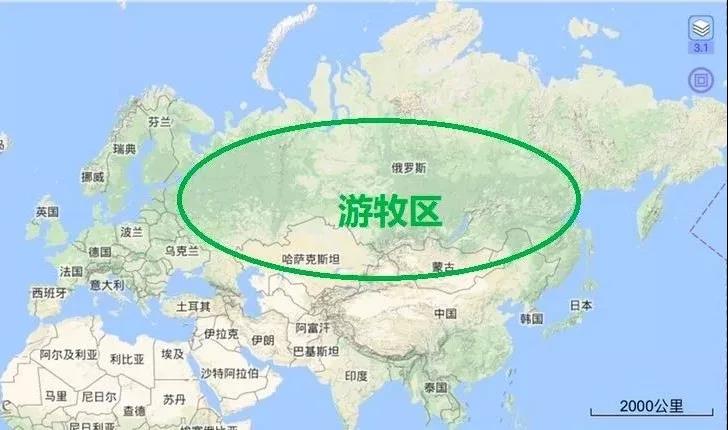 3.1
芬兰
瑞典
挪威
俄罗斯
游牧区
英国
波兰
德国
乌克兰
法国
哈萨克斯坦
蒙古
意大利
西班牙
土耳其
日本
中国
韩国
伊拉克
伊朗
阿富汗
巴基斯坦
阿尔及利亚
利比亚
埃及
沙特阿拉伯
印度
泰国
马里
尼日尔
苏丹
乍得
2000公里